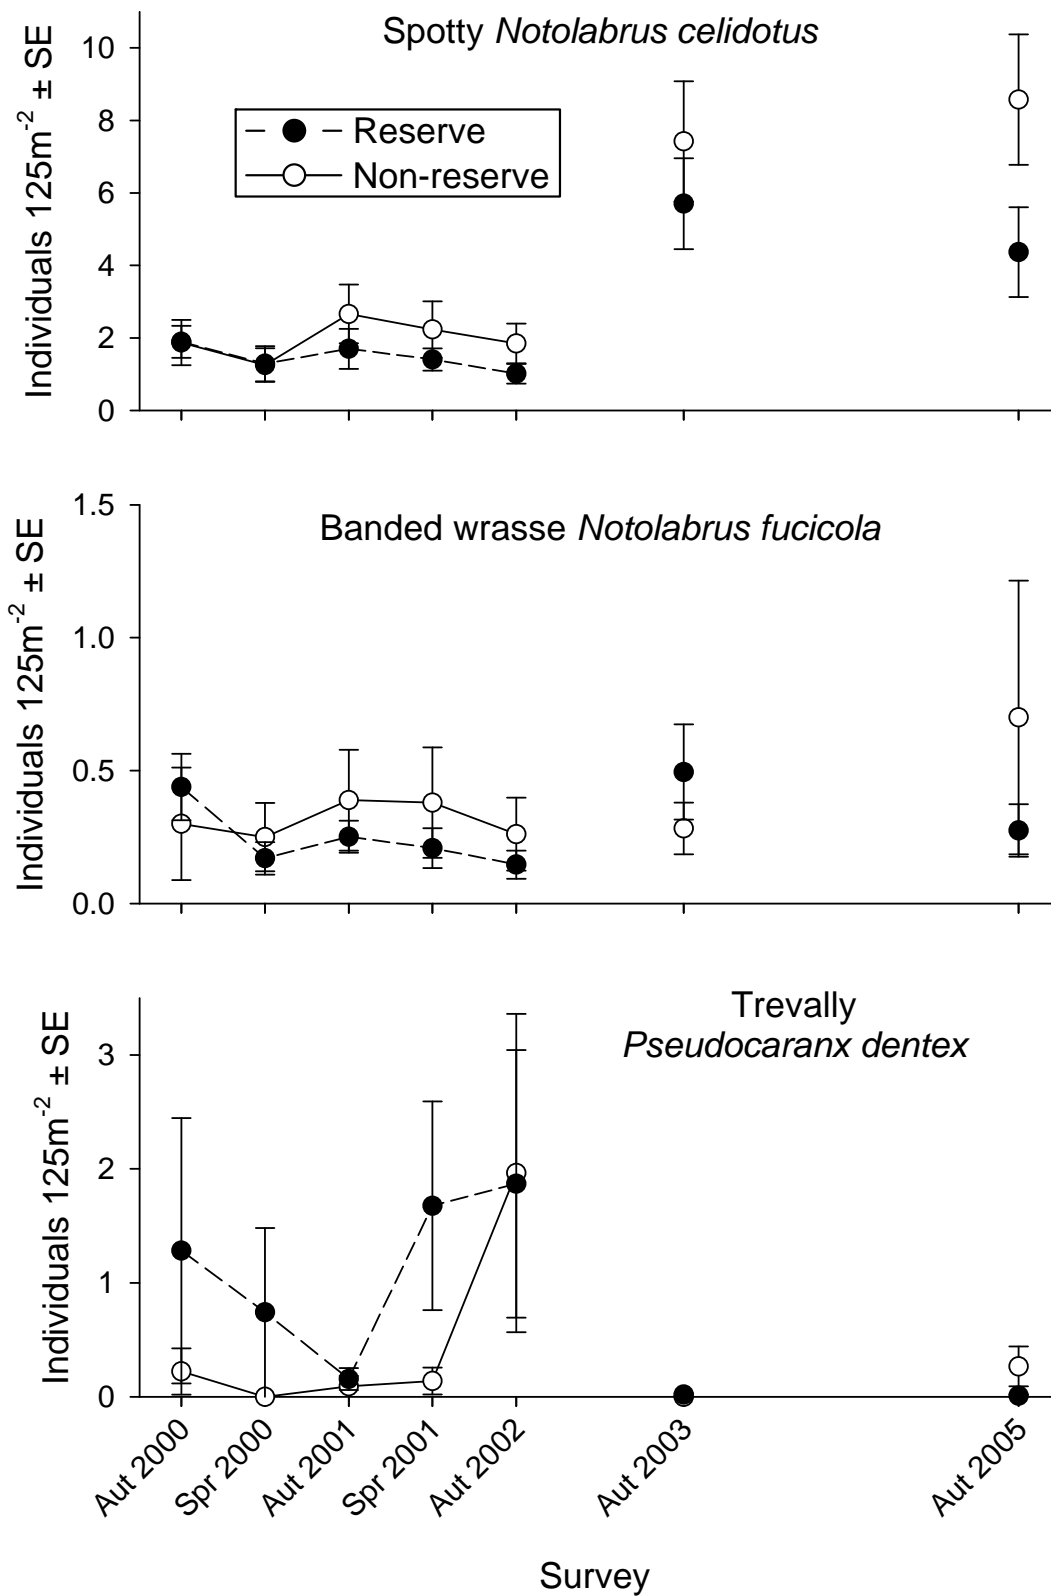 Spotty Notolabrus celidotus
Individuals 125m⁻² ± SE
10
8
6
4
2
0
Reserve
Non-reserve
Banded wrasse Notolabrus fucicola
Individuals 125m⁻² ± SE
1.5
1.0
0.5
0.0
Trevally
Pseudocaranx dentex
Individuals 125m⁻² ± SE
3
2
1
0
Aut 2000
Spr 2000
Aut 2001
Spr 2001
Aut 2002
Aut 2003
Aut 2005
Survey